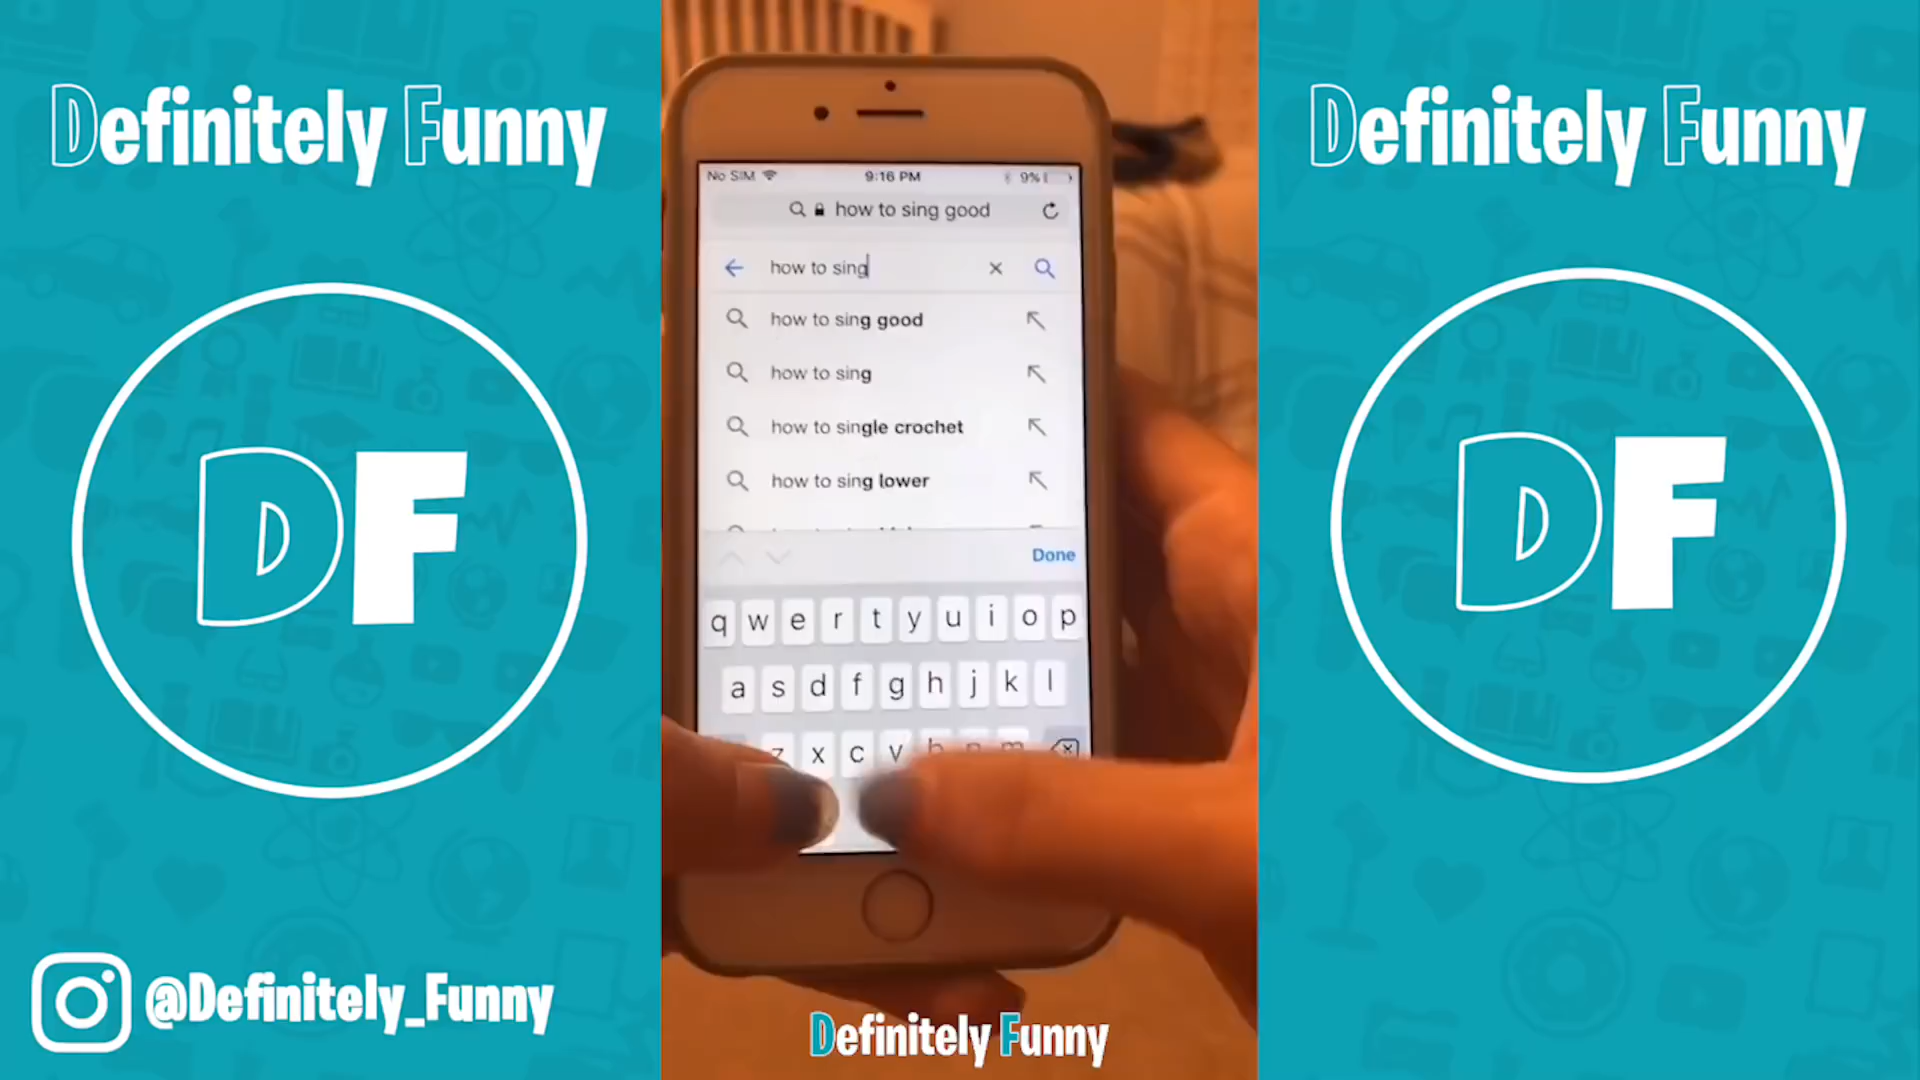 Definitely Funny
DF
@Definitely_Funny
No SIM
9:16 PM
9%
how to sing good
how to sing
how to sing good
how to sing
how to single crochet
how to sing lower
Done
q w e r t y u i o p
a s d f g h j k l
z x c v b n m
Definitely Funny
Definitely Funny
DF